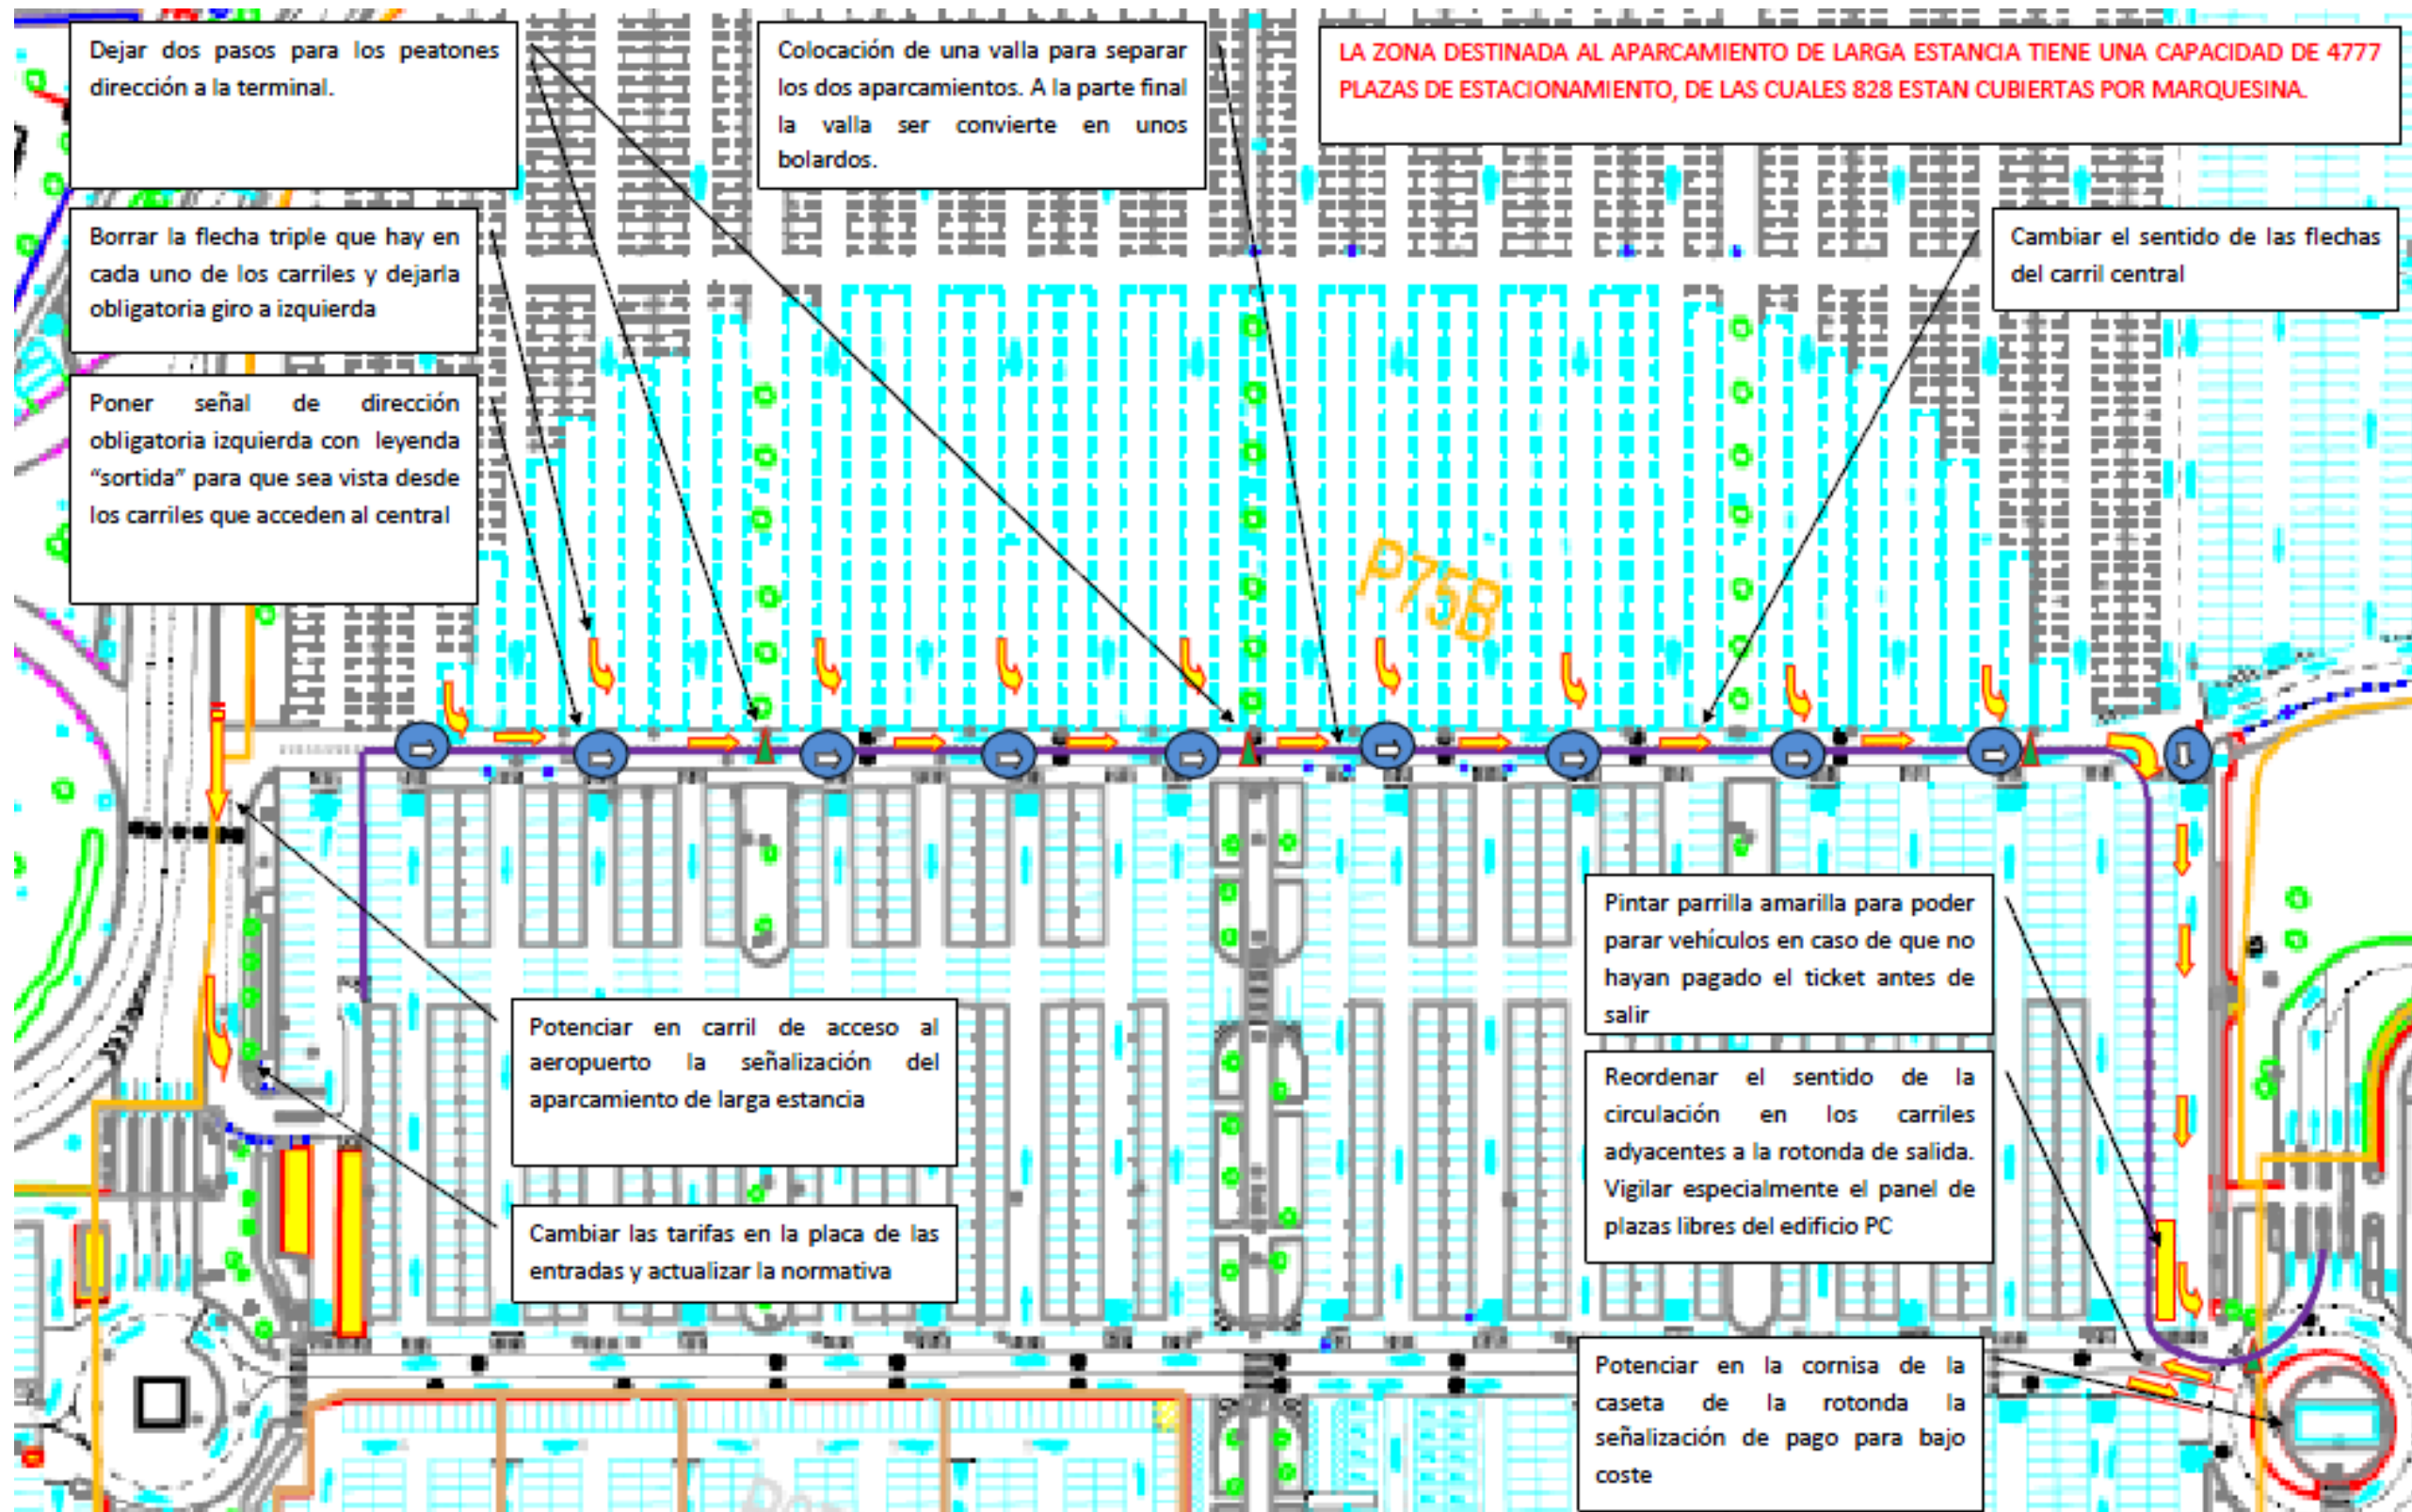 Dejar dos pasos para los peatones
dirección a la terminal.
Colocación de una valla para separar
los dos aparcamientos. A la parte final
la valla ser convierte en unos
bolardos.
LA ZONA DESTINADA AL APARCAMIENTO DE LARGA ESTANCIA TIENE UNA CAPACIDAD DE 4777
PLAZAS DE ESTACIONAMIENTO, DE LAS CUALES 828 ESTAN CUBIERTAS POR MARQUESINA.
Borrar la flecha triple que hay en
cada uno de los carriles y dejarla
obligatoria giro a izquierda
Cambiar el sentido de las flechas
del carril central
Poner señal de dirección
obligatoria izquierda con leyenda
“sortida” para que sea vista desde
los carriles que acceden al central
P75B
Pintar parrilla amarilla para poder
parar vehículos en caso de que no
hayan pagado el ticket antes de
salir
Potenciar en carril de acceso al
aeropuerto la señalización del
aparcamiento de larga estancia
Reordenar el sentido de la
circulación en los carriles
adyacentes a la rotonda de salida.
Vigilar especialmente el panel de
plazas libres del edificio PC
Cambiar las tarifas en la placa de las
entradas y actualizar la normativa
Potenciar en la cornisa de la
caseta de la rotonda la
señalización de pago para bajo
coste